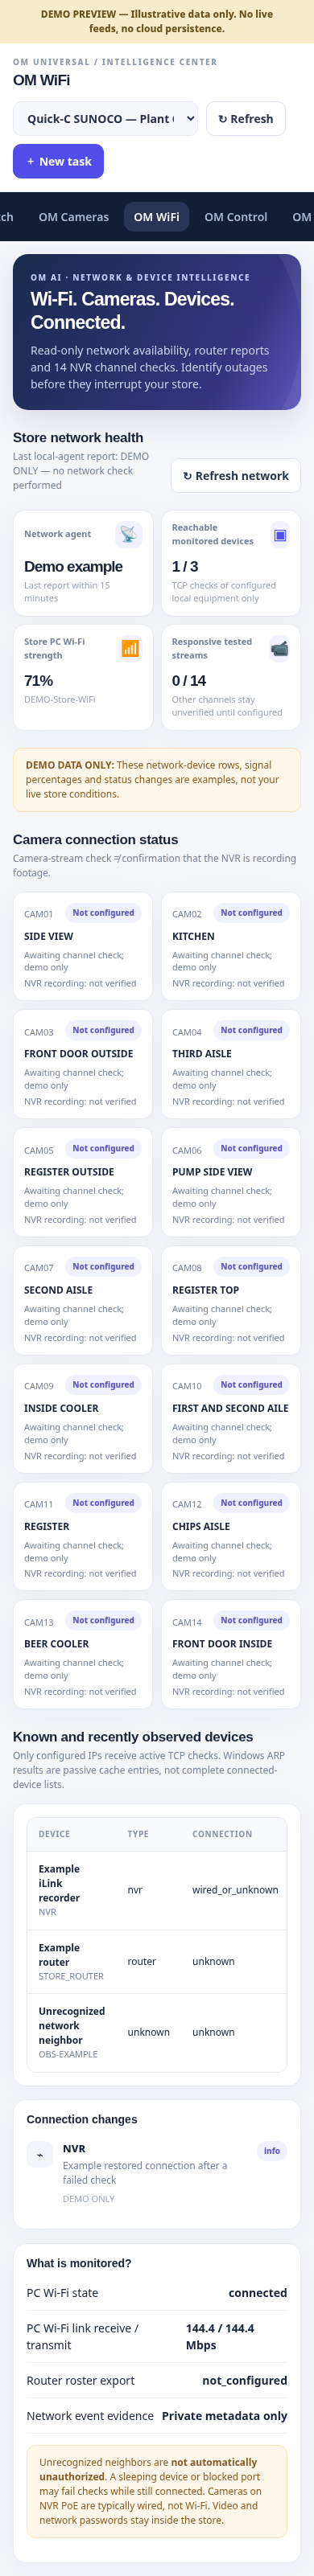 DEMO PREVIEW — Illustrative data only. No live
feeds, no cloud persistence.
OM UNIVERSAL / INTELLIGENCE CENTER
OM WiFi
Quick-C SUNOCO — Plant
↻ Refresh
+ New task
tch
OM Cameras
OM WiFi
OM Control
OM
OM AI · NETWORK & DEVICE INTELLIGENCE
Wi-Fi. Cameras. Devices.
Connected.
Read-only network availability, router reports
and 14 NVR channel checks. Identify outages
before they interrupt your store.
Store network health
Last local-agent report: DEMO
ONLY — no network check
performed
↻ Refresh network
Network agent
Demo example
Last report within 15
minutes
Reachable
monitored devices
1 / 3
TCP checks of configured
local equipment only
Store PC Wi-Fi
strength
71%
DEMO-Store-WiFi
Responsive tested
streams
0 / 14
Other channels stay
unverified until configured
DEMO DATA ONLY: These network-device rows, signal
percentages and status changes are examples, not your
live store conditions.
Camera connection status
Camera-stream check ≠ confirmation that the NVR is recording
footage.
CAM01
Not configured
SIDE VIEW
Awaiting channel check;
demo only
NVR recording: not verified
CAM02
Not configured
KITCHEN
Awaiting channel check;
demo only
NVR recording: not verified
CAM03
Not configured
FRONT DOOR OUTSIDE
Awaiting channel check;
demo only
NVR recording: not verified
CAM04
Not configured
THIRD AISLE
Awaiting channel check;
demo only
NVR recording: not verified
CAM05
Not configured
REGISTER OUTSIDE
Awaiting channel check;
demo only
NVR recording: not verified
CAM06
Not configured
PUMP SIDE VIEW
Awaiting channel check;
demo only
NVR recording: not verified
CAM07
Not configured
SECOND AISLE
Awaiting channel check;
demo only
NVR recording: not verified
CAM08
Not configured
REGISTER TOP
Awaiting channel check;
demo only
NVR recording: not verified
CAM09
Not configured
INSIDE COOLER
Awaiting channel check;
demo only
NVR recording: not verified
CAM10
Not configured
FIRST AND SECOND AILE
Awaiting channel check;
demo only
NVR recording: not verified
CAM11
Not configured
REGISTER
Awaiting channel check;
demo only
NVR recording: not verified
CAM12
Not configured
CHIPS AISLE
Awaiting channel check;
demo only
NVR recording: not verified
CAM13
Not configured
BEER COOLER
Awaiting channel check;
demo only
NVR recording: not verified
CAM14
Not configured
FRONT DOOR INSIDE
Awaiting channel check;
demo only
NVR recording: not verified
Known and recently observed devices
Only configured IPs receive active TCP checks. Windows ARP
results are passive cache entries, not complete connected-
device lists.
DEVICE TYPE CONNECTION
Example
iLink
recorder
NVR
nvr
wired_or_unknown
Example
router
STORE_ROUTER
router
unknown
Unrecognized
network
neighbor
OBS-EXAMPLE
unknown
unknown
Connection changes
NVR
Example restored connection after a
failed check
DEMO ONLY
info
What is monitored?
PC Wi-Fi state connected
PC Wi-Fi link receive /
transmit
144.4 / 144.4
Mbps
Router roster export not_configured
Network event evidence Private metadata only
Unrecognized neighbors are not automatically
unauthorized. A sleeping device or blocked port
may fail checks while still connected. Cameras on
NVR PoE are typically wired, not Wi-Fi. Video and
network passwords stay inside the store.